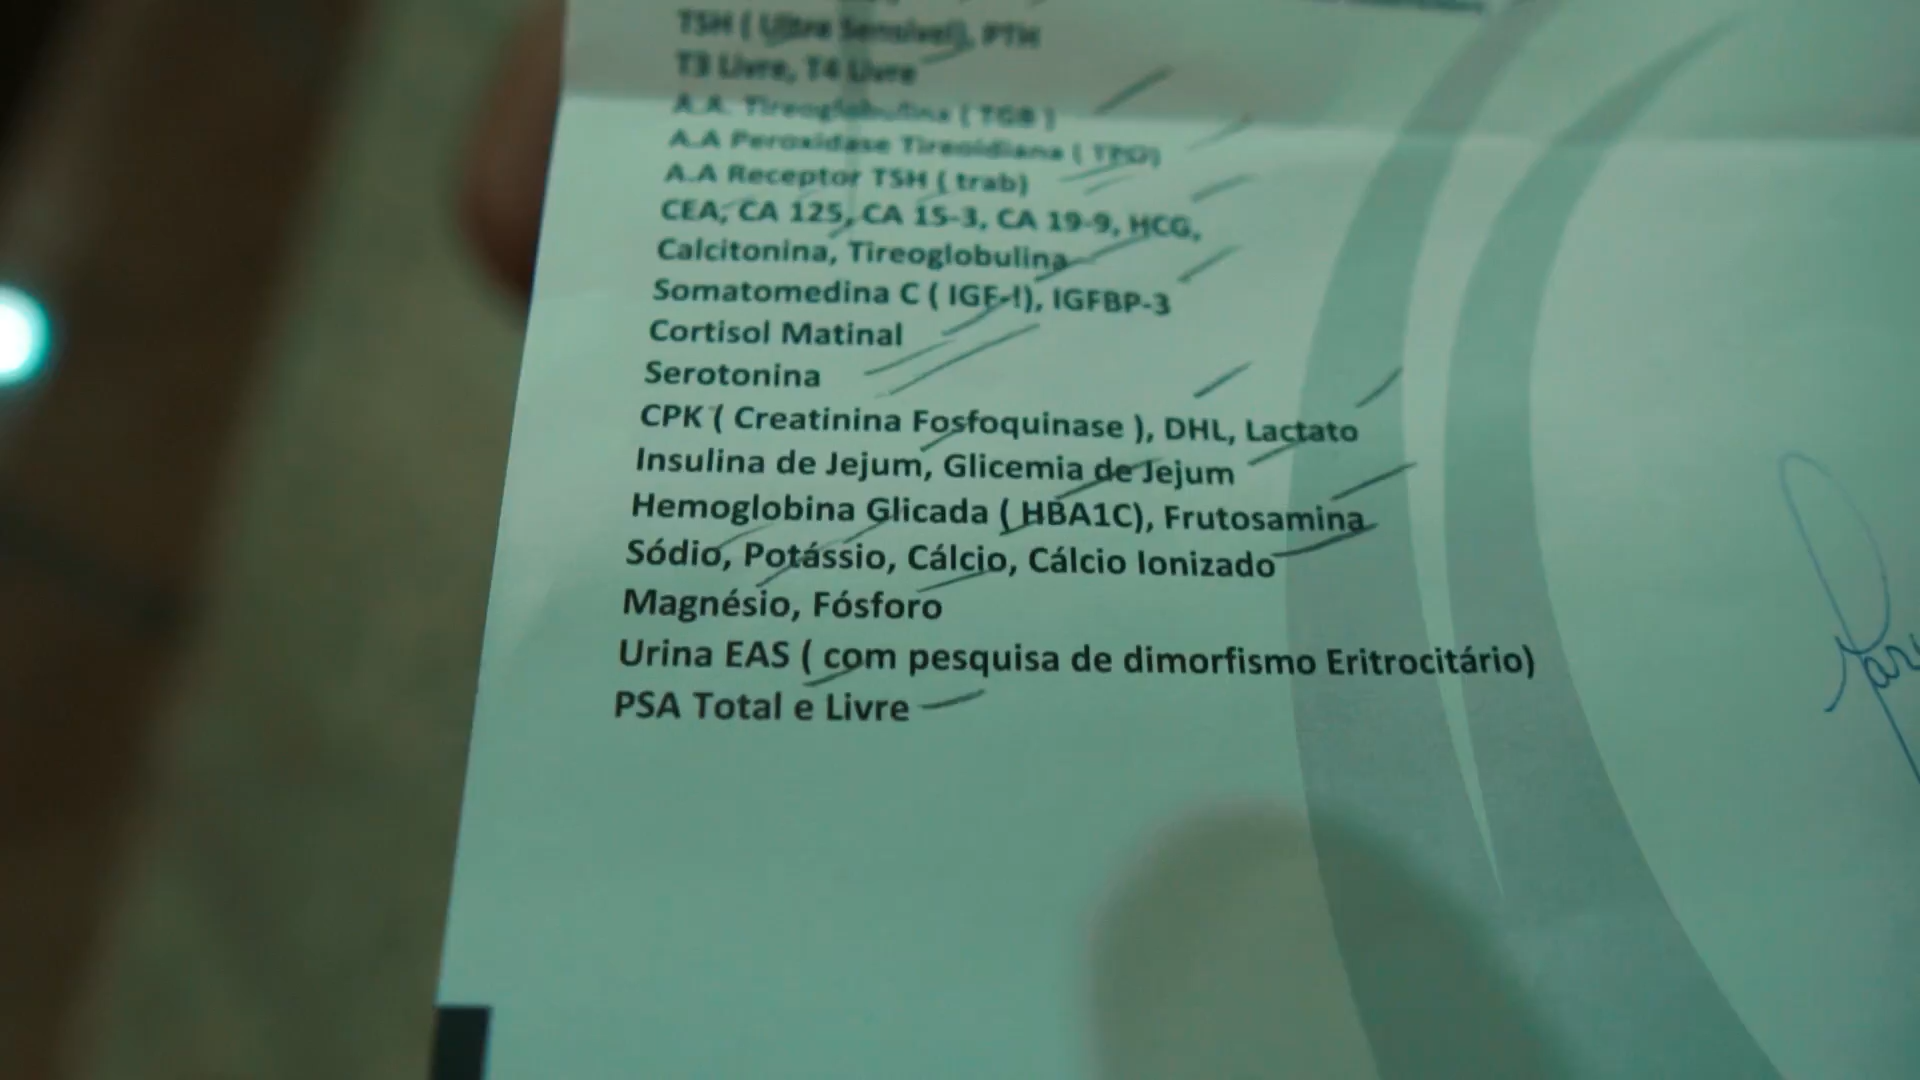 TSH ( Ultra Sensível), PTH
T3 Livre, T4 Livre
A.A. Tireoglobulina ( TGB )
A.A Peroxidase Tireoidiana ( TPO)
A.A Receptor TSH ( trab)
CEA, CA 125, CA 15-3, CA 19-9, HCG,
Calcitonina, Tireoglobulina
Somatomedina C ( IGF-I), IGFBP-3
Cortisol Matinal
Serotonina
CPK ( Creatinina Fosfoquinase ), DHL, Lactato
Insulina de Jejum, Glicemia de Jejum
Hemoglobina Glicada ( HBA1C), Frutosamina
Sódio, Potássio, Cálcio, Cálcio Ionizado
Magnésio, Fósforo
Urina EAS ( com pesquisa de dimorfismo Eritrocitário)
PSA Total e Livre